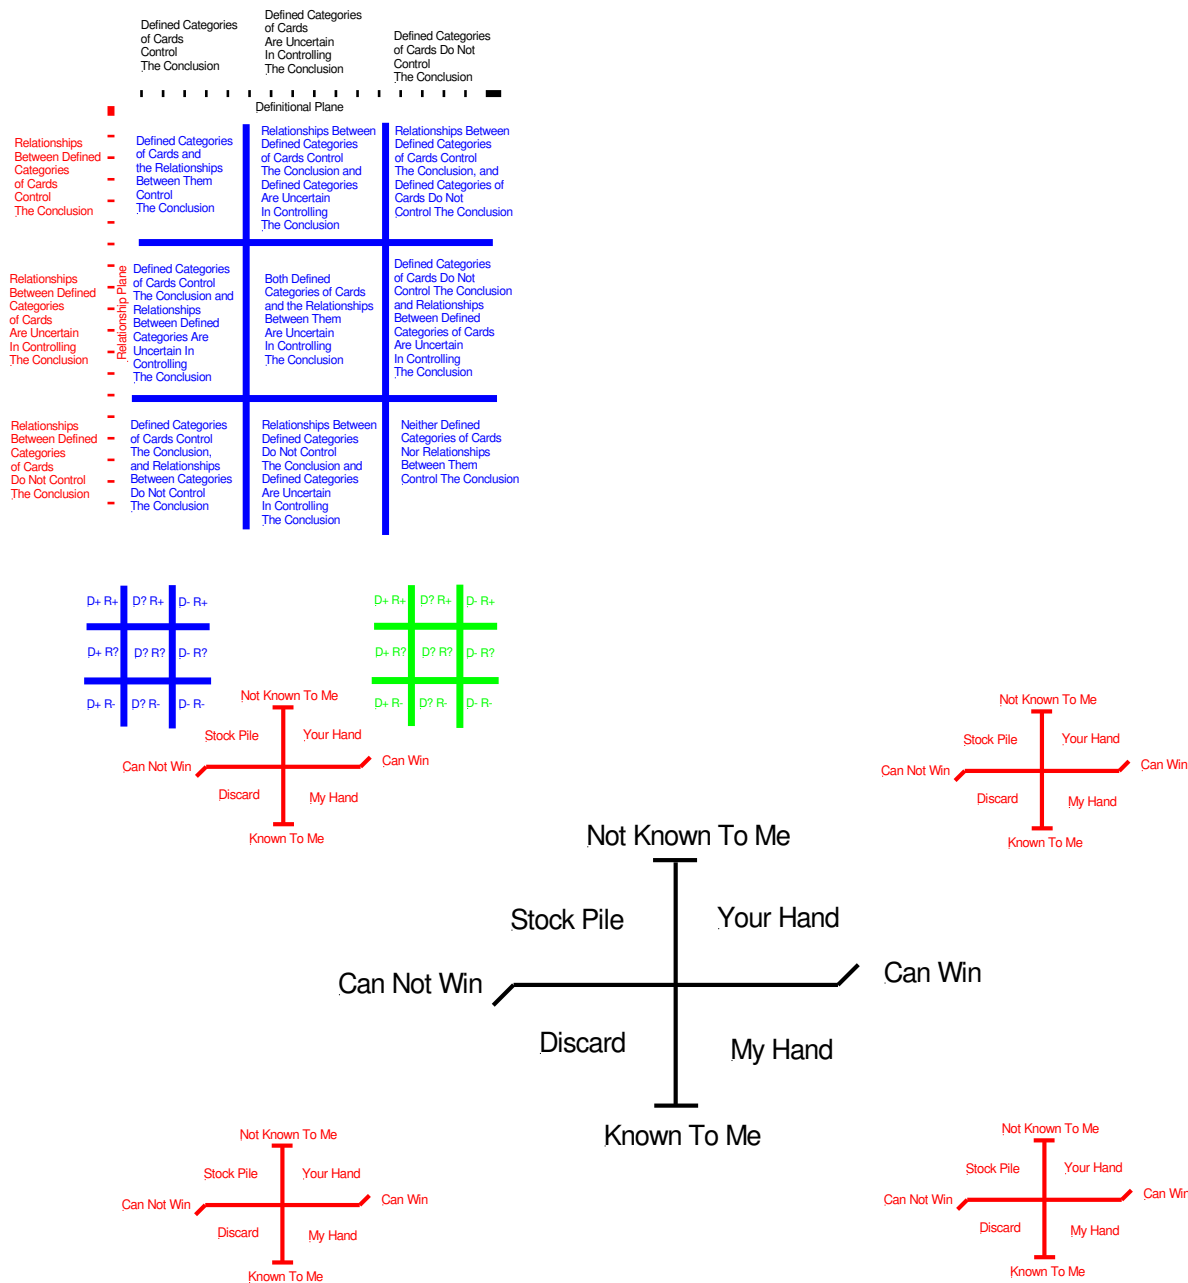 Defined Categories
of Cards
Control
The Conclusion
Defined Categories
of Cards
Are Uncertain
In Controlling
The Conclusion
Defined Categories
of Cards Do Not
Control
The Conclusion
Definitional Plane
Relationships
Between Defined
Categories
of Cards
Control
The Conclusion
Defined Categories
of Cards and
the Relationships
Between Them
Control
The Conclusion
Relationships Between
Defined Categories
of Cards Control
The Conclusion and
Defined Categories
Are Uncertain
In Controlling
The Conclusion
Relationships Between
Defined Categories
of Cards Control
The Conclusion, and
Defined Categories of
Cards Do Not
Control The Conclusion
Relationships
Between Defined
Categories
of Cards
Are Uncertain
In Controlling
The Conclusion
Relationship Plane
Defined Categories
of Cards Control
The Conclusion and
Relationships
Between Defined
Categories Are
Uncertain In
Controlling
The Conclusion
Both Defined
Categories of Cards
and the Relationships
Between Them
Are Uncertain
In Controlling
The Conclusion
Defined Categories
of Cards Do Not
Control The Conclusion
and Relationships
Between Defined
Categories of Cards
Are Uncertain
In Controlling
The Conclusion
Relationships
Between Defined
Categories
of Cards
Do Not Control
The Conclusion
Defined Categories
of Cards Control
The Conclusion,
and Relationships
Between Categories
Do Not Control
The Conclusion
Relationships Between
Defined Categories
Do Not Control
The Conclusion and
Defined Categories
Are Uncertain
In Controlling
The Conclusion
Neither Defined
Categories of Cards
Nor Relationships
Between Them
Control The Conclusion
D+ R+ D? R+ D- R+
D+ R? D? R? D- R?
D+ R- D? R- D- R-
D+ R+ D? R+ D- R+
D+ R? D? R? D- R?
D+ R- D? R- D- R-
Not Known To Me
Stock Pile Your Hand
Can Not Win Can Win
Discard My Hand
Known To Me
Not Known To Me
Stock Pile Your Hand
Can Not Win Can Win
Discard My Hand
Known To Me
Not Known To Me
Stock Pile Your Hand
Can Not Win Can Win
Discard My Hand
Known To Me
Not Known To Me
Stock Pile Your Hand
Can Not Win Can Win
Discard My Hand
Known To Me
Not Known To Me
Stock Pile Your Hand
Can Not Win Can Win
Discard My Hand
Known To Me